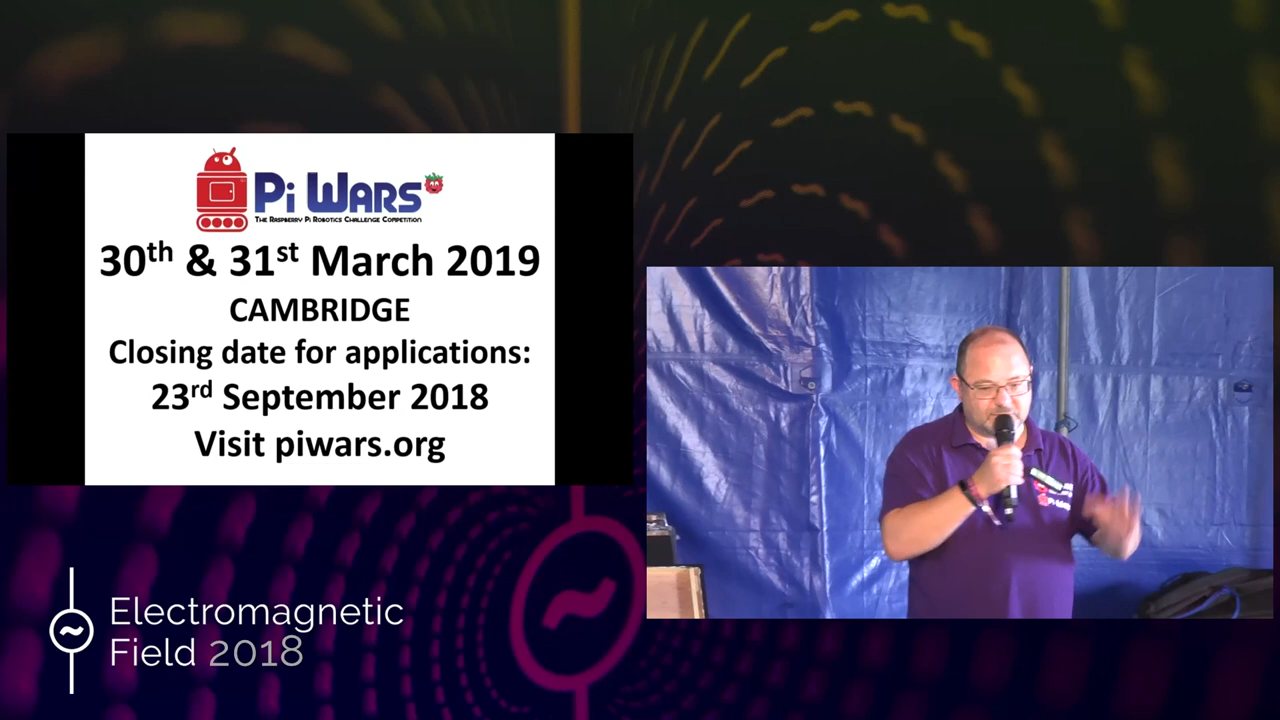 Pi Wars
The Raspberry Pi Robotics Challenge Competition
30th & 31st March 2019
CAMBRIDGE
Closing date for applications:
23rd September 2018
Visit piwars.org
Electromagnetic
Field 2018